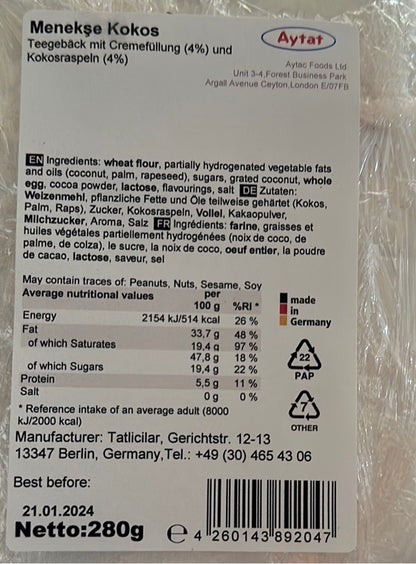 Menekşe Kokos
Teegebäck mit Cremefüllung (4%) und
Kokosraspeln (4%)
Aytat
Aytac Foods Ltd
Unit 3-4,Forest Business Park
Argall Avenue Ceyton,London E/07FB
EN Ingredients: wheat flour, partially hydrogenated vegetable fats
and oils (coconut, palm, rapeseed), sugars, grated coconut, whole
egg, cocoa powder, lactose, flavourings, salt DE Zutaten:
Weizenmehl, pflanzliche Fette und Öle teilweise gehärtet (Kokos,
Palm, Raps), Zucker, Kokosraspeln, Vollei, Kakaopulver,
Milchzucker, Aroma, Salz FR Ingrédients: farine, graisses et
huiles végétales partiellement hydrogénées (noix de coco, de
palme, de colza), le sucre, la noix de coco, oeuf entier, la poudre
de cacao, lactose, saveur, sel
May contain traces of: Peanuts, Nuts, Sesame, Soy
Average nutritional values per 100 g %RI *
Energy 2154 kJ/514 kcal 26 %
Fat 33,7 g 48 %
of which Saturates 19,4 g 97 %
47,8 g 18 %
of which Sugars 19,4 g 22 %
Protein 5,5 g 11 %
Salt 0 g 0 %
* Reference intake of an average adult (8000
kJ/2000 kcal)
made
in
Germany
22
PAP
7
OTHER
Manufacturer: Tatlicilar, Gerichtstr. 12-13
13347 Berlin, Germany,Tel.: +49 (30) 465 43 06
Best before:
21.01.2024
Netto:280g e
4 260143 892047